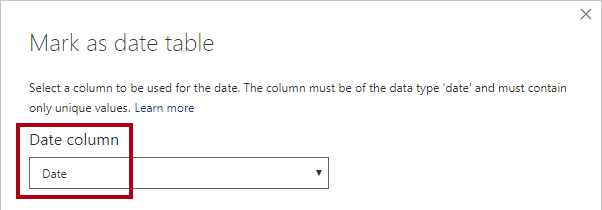 Mark as date table
Select a column to be used for the date. The column must be of the data type 'date' and must contain
only unique values. Learn more
Date column
Date